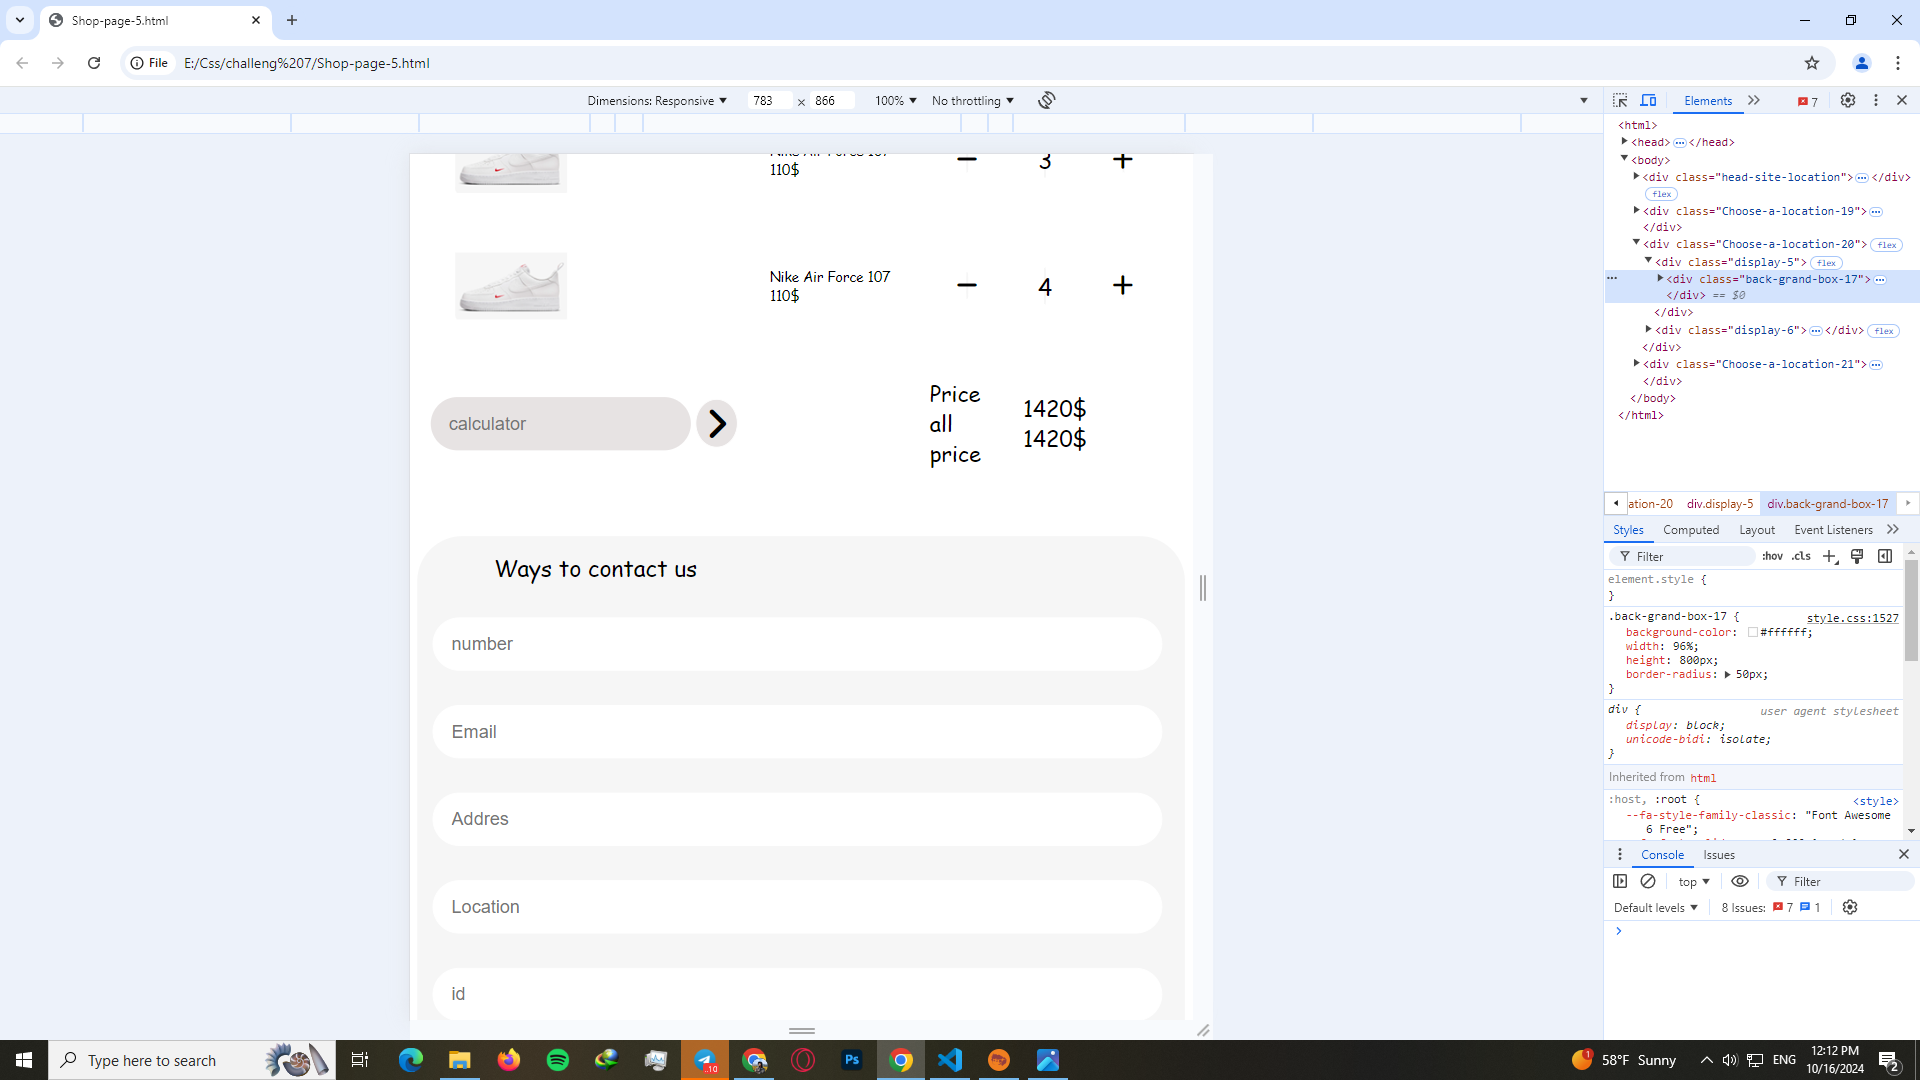 Shop-page-5.html
File
E:/Css/challeng%207/Shop-page-5.html
Dimensions: Responsive
783 × 866
100%
No throttling
Elements
7
<html>
<head> </head>
<body>
<div class="head-site-location"> </div>
flex
<div class="Choose-a-location-19">
</div>
<div class="Choose-a-location-20"> flex
<div class="display-5"> flex
<div class="back-grand-box-17">
</div> == $0
</div>
<div class="display-6"> </div> flex
</div>
<div class="Choose-a-location-21">
</div>
</body>
</html>
ation-20 div.display-5 div.back-grand-box-17
Styles Computed Layout Event Listeners
Filter :hov .cls
element.style {
}
.back-grand-box-17 { style.css:1527
background-color: #ffffff;
width: 96%;
height: 800px;
border-radius: 50px;
}
div { user agent stylesheet
display: block;
unicode-bidi: isolate;
}
Inherited from html
:host, :root { <style>
--fa-style-family-classic: "Font Awesome
6 Free";
Console Issues
top Filter
Default levels 8 Issues: 7 1
Nike Air Force 107
110$
3
Nike Air Force 107
110$
4
calculator
Price
all
price
1420$
1420$
Ways to contact us
number
Email
Addres
Location
id
Type here to search
..10
Ps
1
58°F Sunny
ENG
12:12 PM
10/16/2024
2